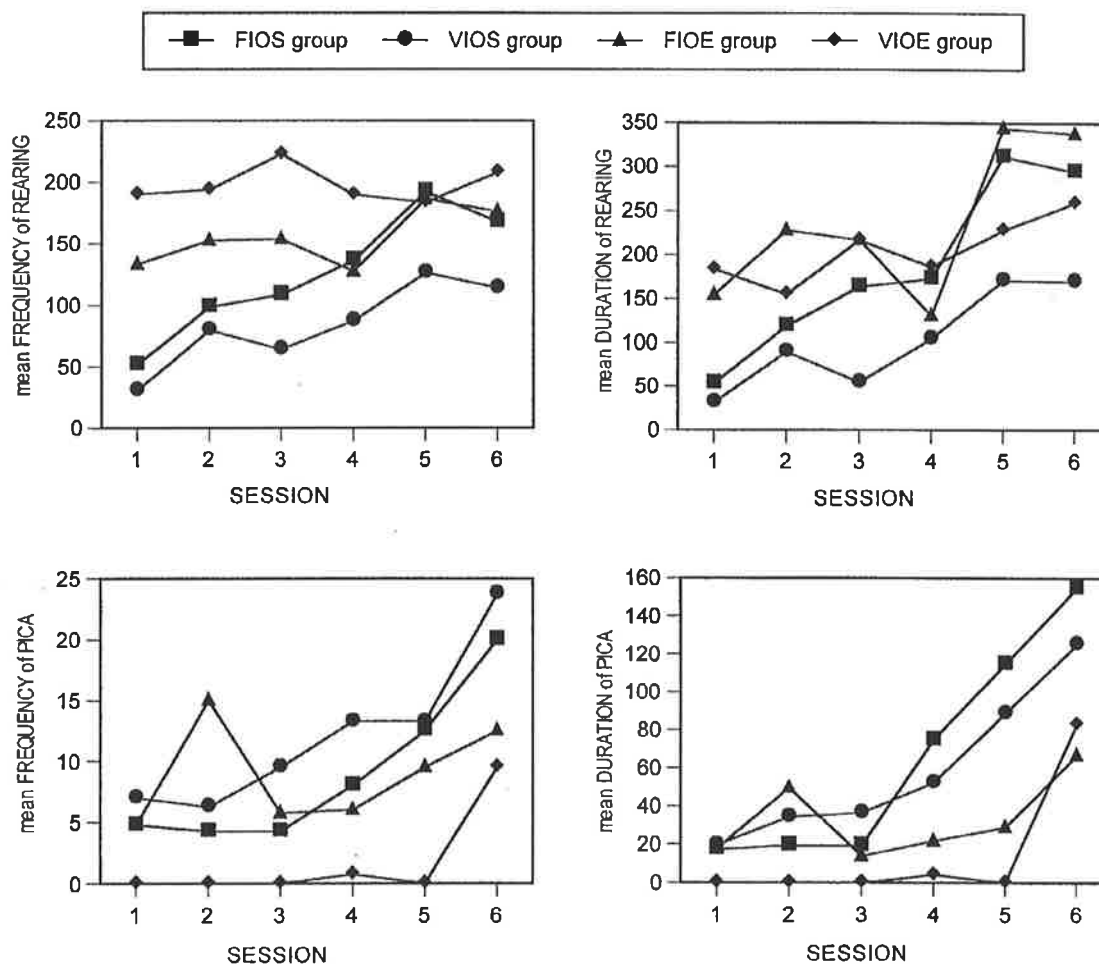 FIOS group VIOS group FIOE group VIOE group
mean FREQUENCY of REARING
250
200
150
100
50
0
1 2 3 4 5 6
SESSION
mean DURATION of REARING
350
300
250
200
150
100
50
0
1 2 3 4 5 6
SESSION
mean FREQUENCY of PICA
25
20
15
10
5
0
1 2 3 4 5 6
SESSION
mean DURATION of PICA
160
140
120
100
80
60
40
20
0
1 2 3 4 5 6
SESSION